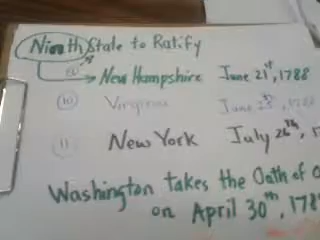 Ninth State to Ratify
⑨ New Hampshire June 21st, 1788
⑩ Virginia June 25th, 1788
New York July 26th, 1
Washington takes the Oath of O
on April 30th, 178